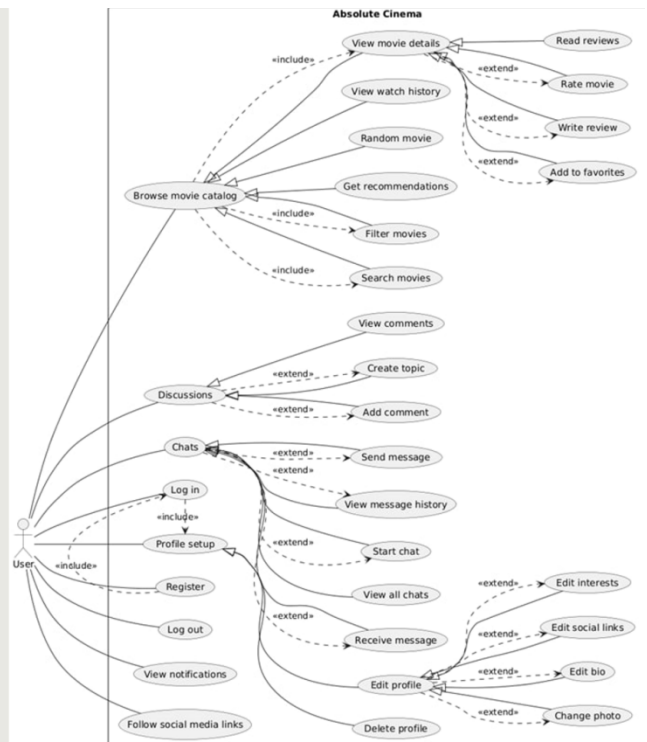 Absolute Cinema
View movie details
Read reviews
«include»
«extend»
Rate movie
View watch history
«extend»
Write review
Random movie
«extend»
Add to favorites
Get recommendations
Browse movie catalog
«include»
Filter movies
«include»
Search movies
View comments
«extend»
Create topic
Discussions
«extend»
Add comment
Chats
«extend»
Send message
«extend»
Log in
View message history
«include»
Profile setup
Start chat
«extend»
User
«include»
Register
View all chats
Edit interests
«extend»
Log out
«extend»
Receive message
Edit social links
«extend»
View notifications
Edit profile
«extend»
Edit bio
Follow social media links
«extend»
Change photo
Delete profile